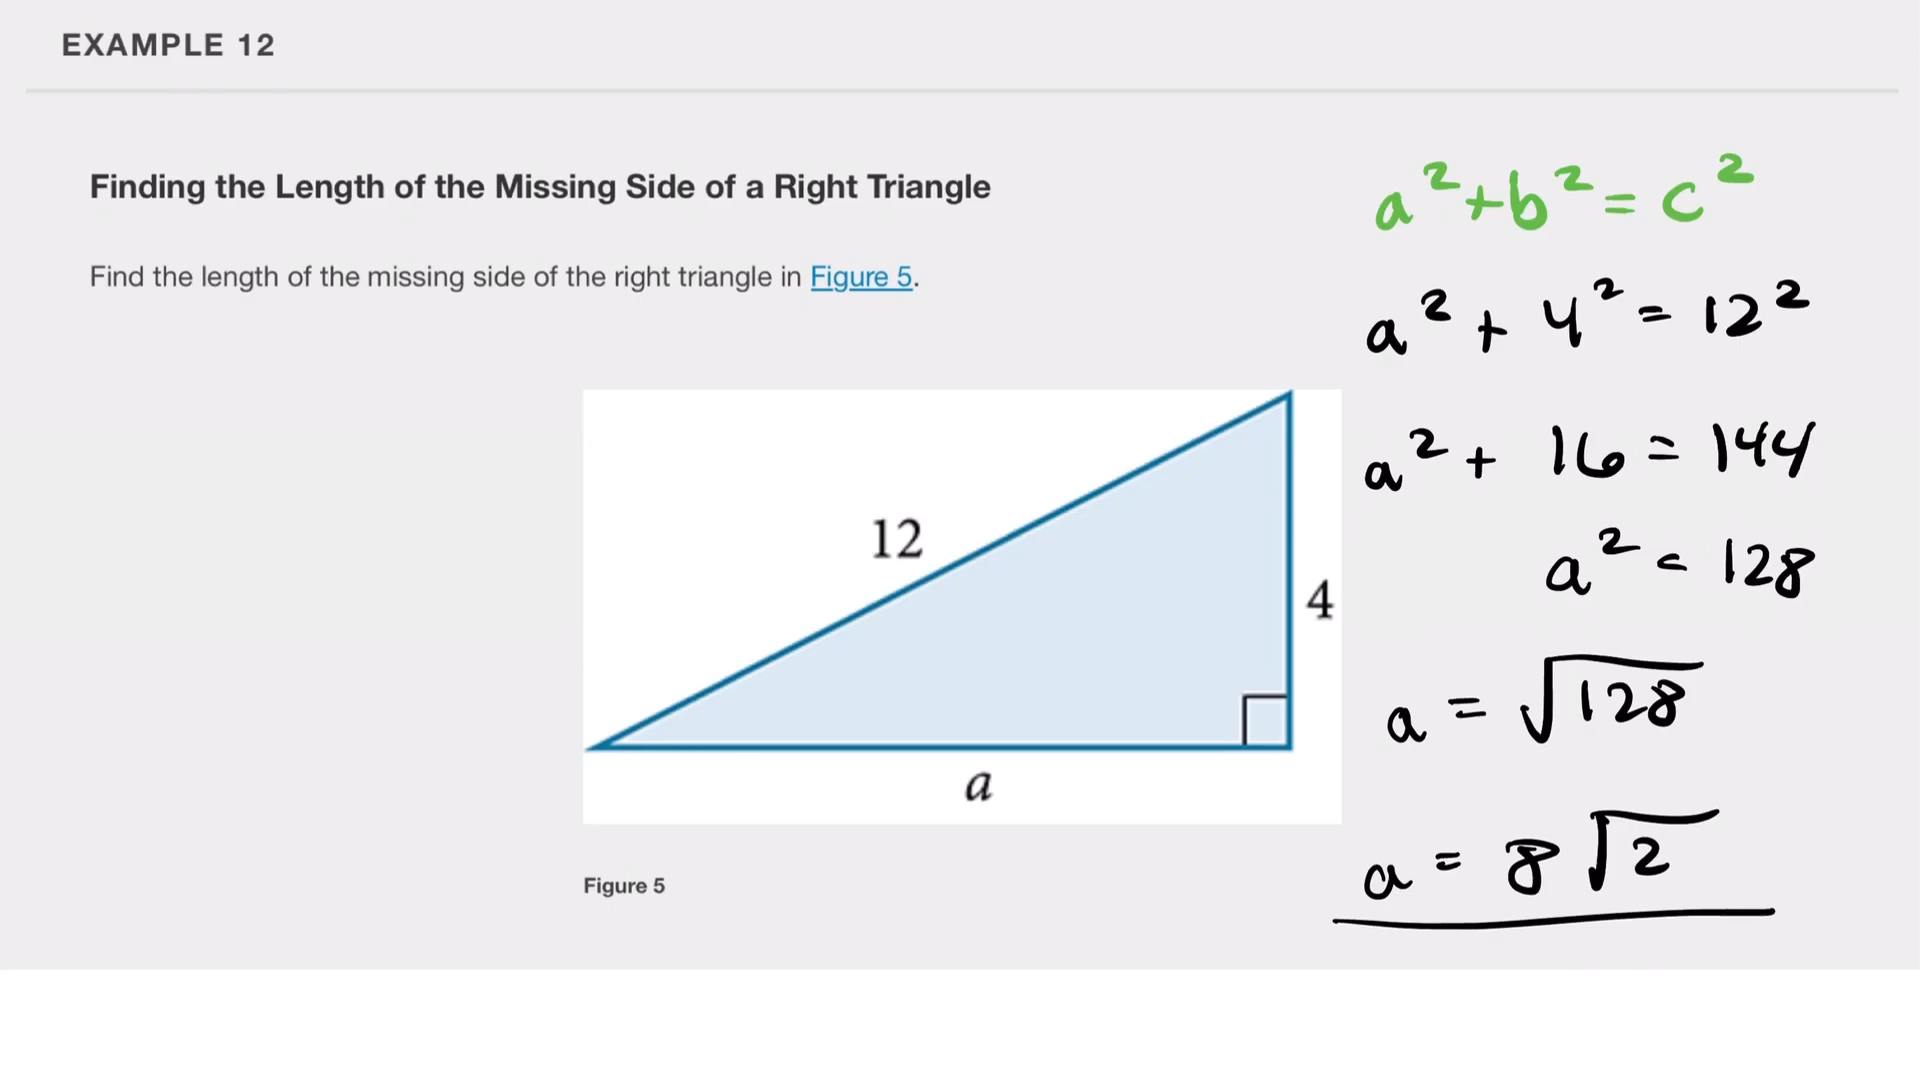 EXAMPLE 12
Finding the Length of the Missing Side of a Right Triangle
Find the length of the missing side of the right triangle in Figure 5.
12
4
a
Figure 5
a² + b² = c²
a² + 4² = 12²
a² + 16 = 144
a² = 128
a = √128
a = 8√2